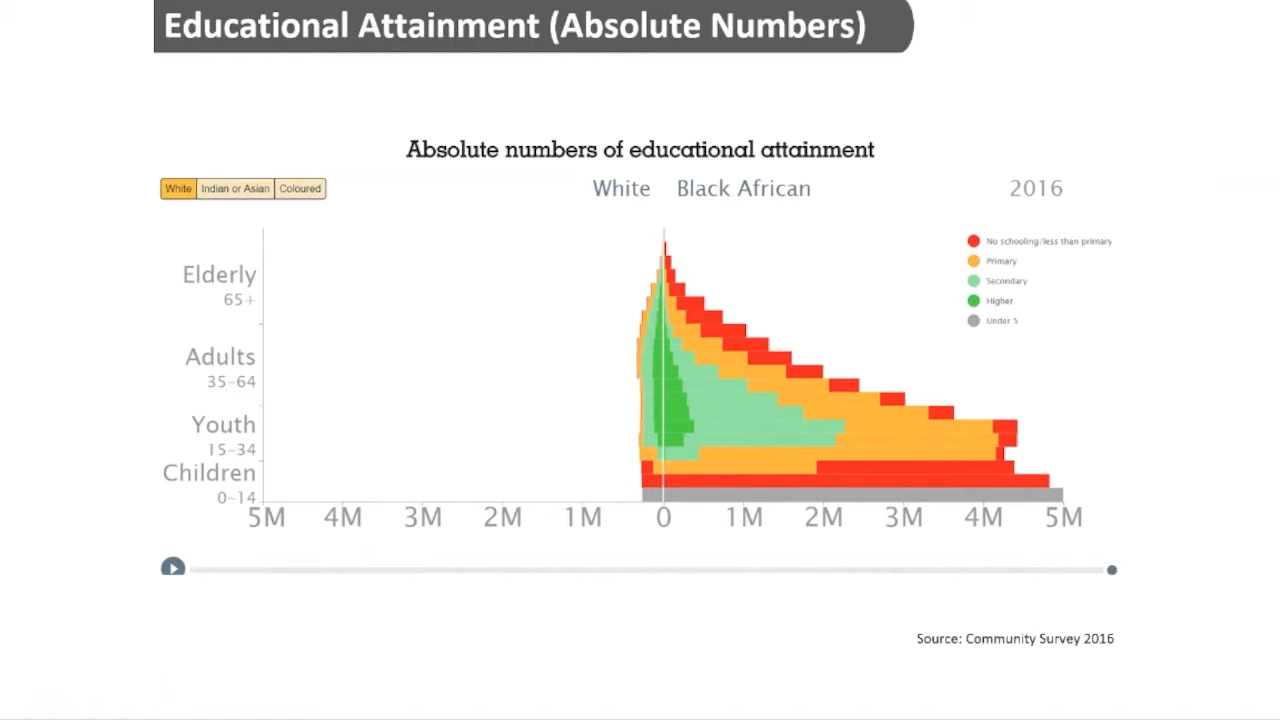 Educational Attainment (Absolute Numbers)
Absolute numbers of educational attainment
White Indian or Asian Coloured
White Black African
2016
No schooling/less than primary
Primary
Secondary
Higher
Under 5
Elderly
65+
Adults
35–64
Youth
15–34
Children
0–14
5M 4M 3M 2M 1M 0 1M 2M 3M 4M 5M
Source: Community Survey 2016